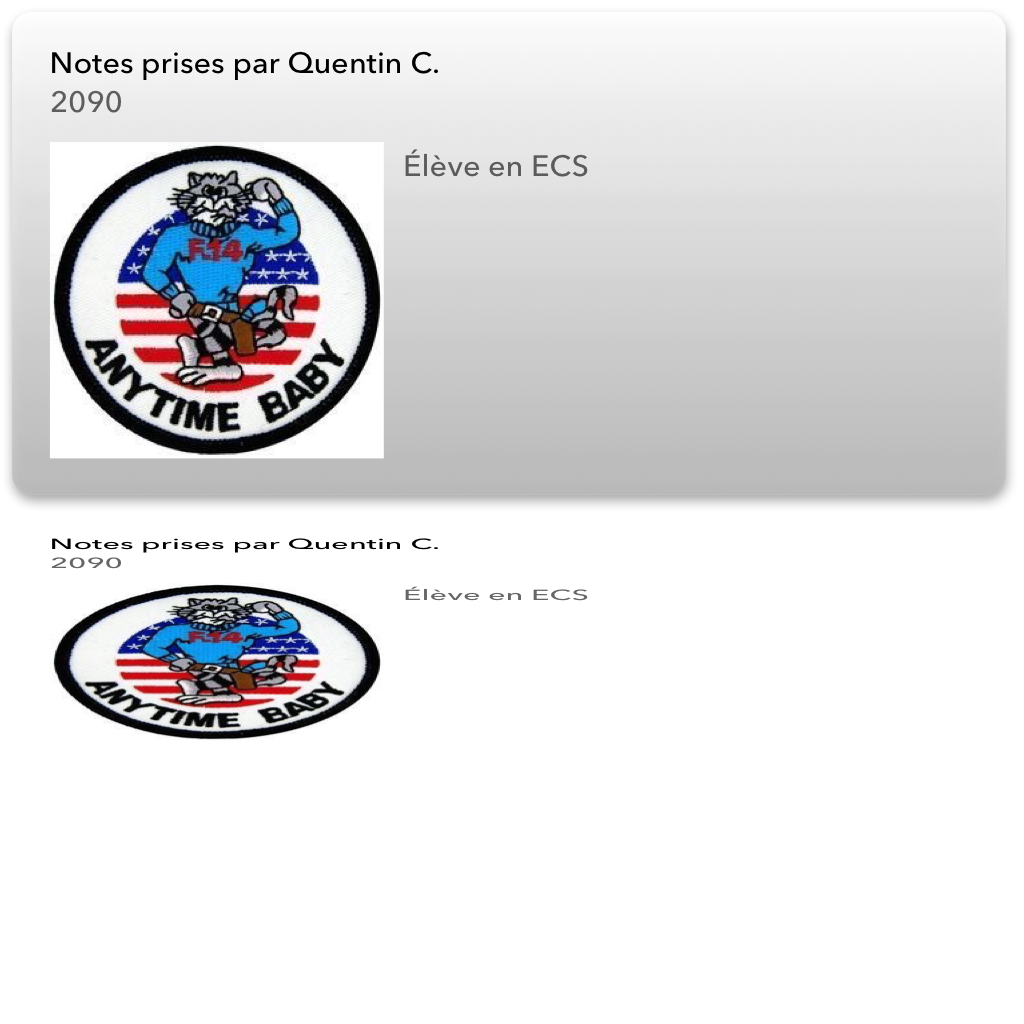 Notes prises par Quentin C.
2090
Élève en ECS
F-14
ANYTIME BABY
Notes prises par Quentin C.
2090
Élève en ECS
F-14
ANYTIME BABY